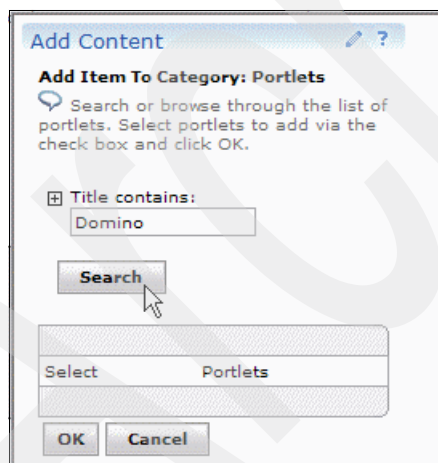 Add Content ?
Add Item To Category: Portlets
Search or browse through the list of
portlets. Select portlets to add via the
check box and click OK.
Title contains:
Domino
Search
Select Portlets
OK Cancel